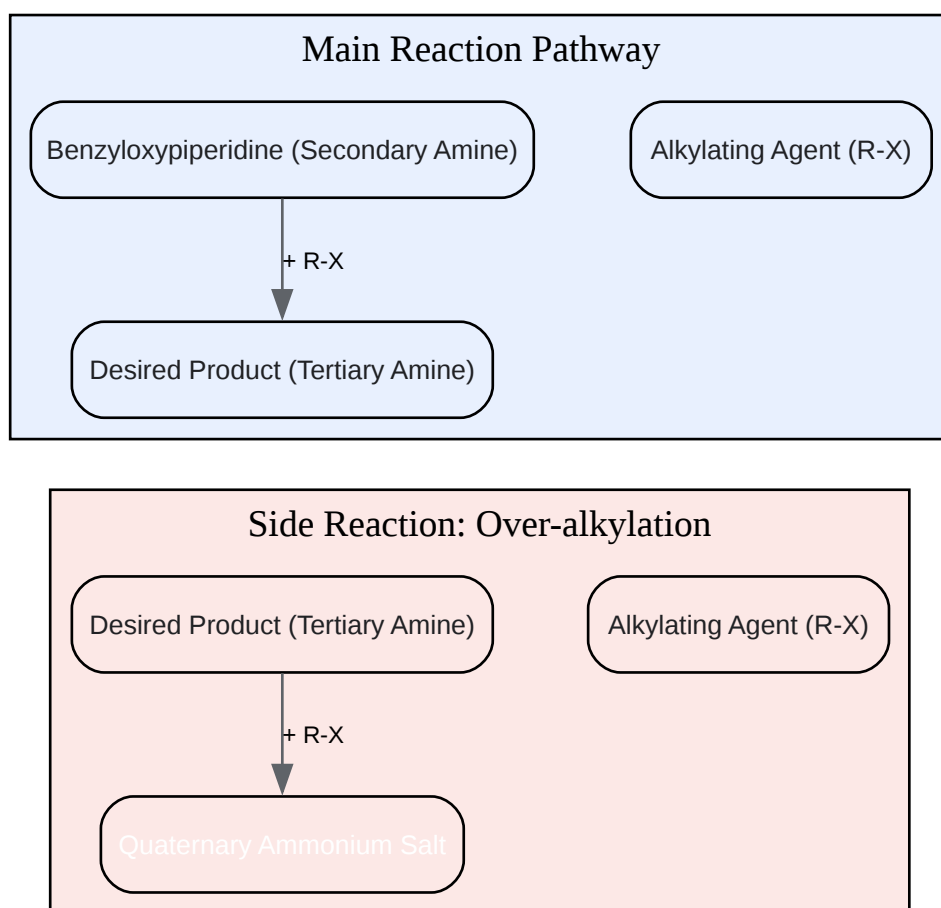 Main Reaction Pathway
Benzyloxypiperidine (Secondary Amine)
Alkylating Agent (R-X)
+ R-X
Desired Product (Tertiary Amine)
Side Reaction: Over-alkylation
Desired Product (Tertiary Amine)
Alkylating Agent (R-X)
+ R-X
Quaternary Ammonium Salt